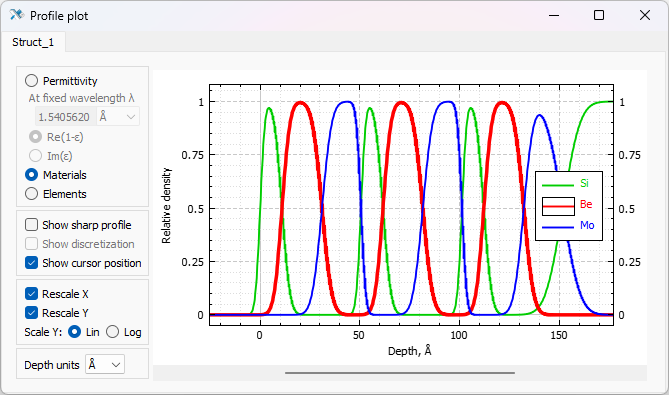 Profile plot
Struct_1
Permittivity
At fixed wavelength λ
1.5405620 Å
Re(1-ε)
Im(ε)
Materials
Elements
Show sharp profile
Show discretization
Show cursor position
Rescale X
Rescale Y
Scale Y: Lin Log
Depth units Å
Relative density
1
0.75
0.5
0.25
0
1
0.75
0.5
0.25
0
Si
Be
Mo
0 50 100 150
Depth, Å